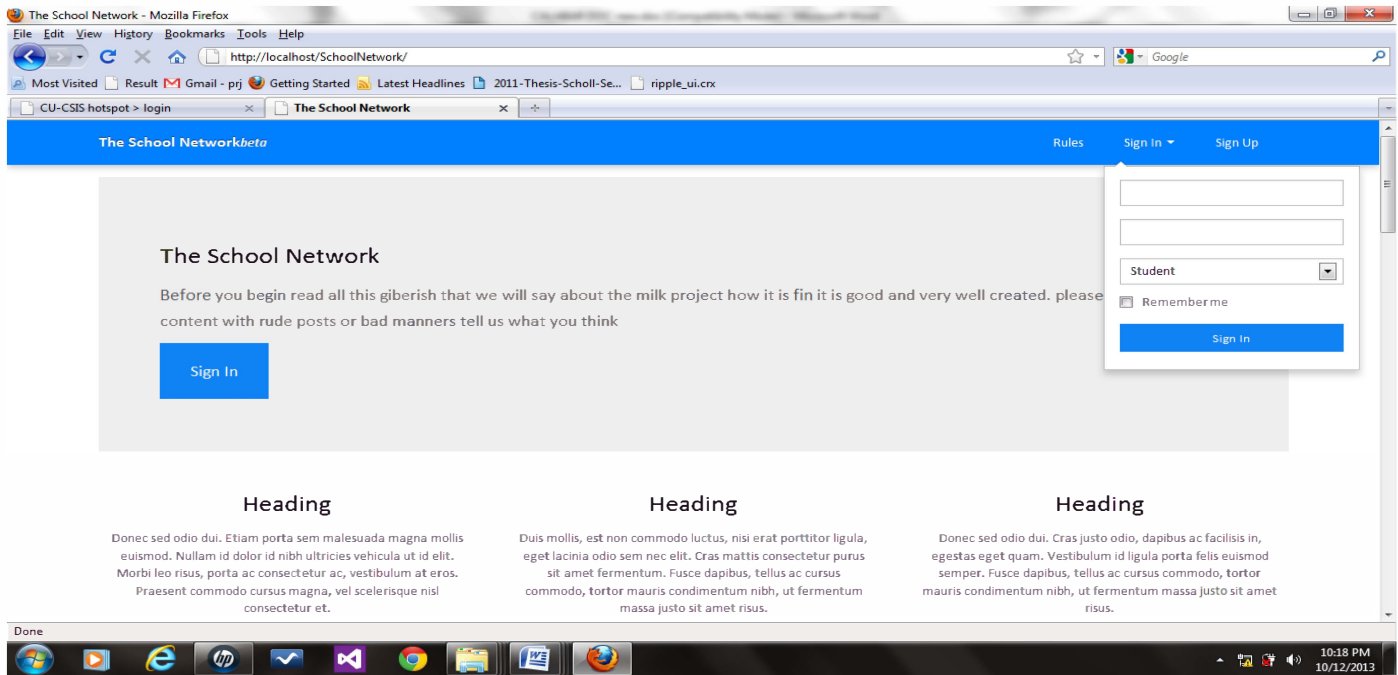 The School Network - Mozilla Firefox
File Edit View History Bookmarks Tools Help
http://localhost/SchoolNetwork/
Google
Most Visited Result Gmail - prj Getting Started Latest Headlines 2011-Thesis-Scholl-Se... ripple_ui.crx
CU-CSIS hotspot > login
The School Network
The School Networkbeta
Rules Sign In Sign Up
Student
Remember me
Sign In
The School Network
Before you begin read all this giberish that we will say about the milk project how it is fin it is good and very well created. please
content with rude posts or bad manners tell us what you think
Sign In
Heading
Donec sed odio dui. Etiam porta sem malesuada magna mollis
euismod. Nullam id dolor id nibh ultricies vehicula ut id elit.
Morbi leo risus, porta ac consectetur ac, vestibulum at eros.
Praesent commodo cursus magna, vel scelerisque nisl
consectetur et.
Heading
Duis mollis, est non commodo luctus, nisi erat porttitor ligula,
eget lacinia odio sem nec elit. Cras mattis consectetur purus
sit amet fermentum. Fusce dapibus, tellus ac cursus
commodo, tortor mauris condimentum nibh, ut fermentum
massa justo sit amet risus.
Heading
Donec sed odio dui. Cras justo odio, dapibus ac facilisis in,
egestas eget quam. Vestibulum id ligula porta felis euismod
semper. Fusce dapibus, tellus ac cursus commodo, tortor
mauris condimentum nibh, ut fermentum massa justo sit amet
risus.
Done
hp
10:18 PM
10/12/2013